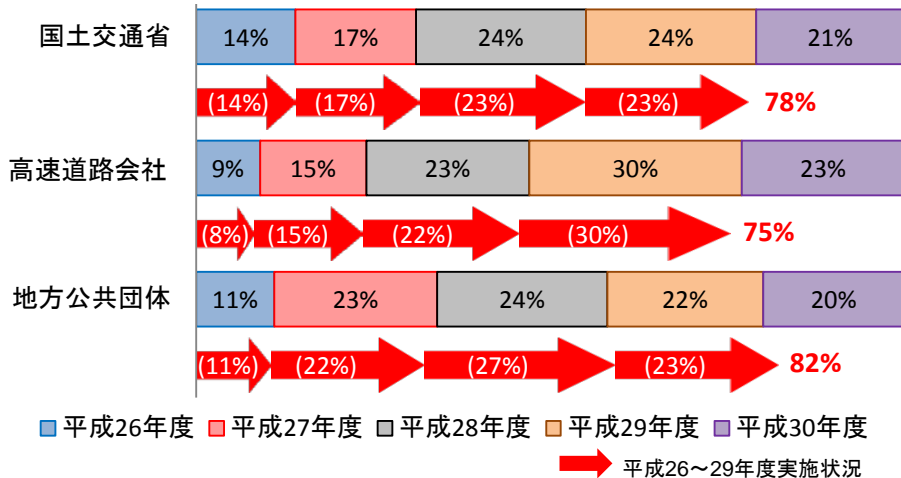 国土交通省 14% 17% 24% 24% 21%
(14%) (17%) (23%) (23%) 78%
高速道路会社 9% 15% 23% 30% 23%
(8%) (15%) (22%) (30%) 75%
地方公共団体 11% 23% 24% 22% 20%
(11%) (22%) (27%) (23%) 82%
平成26年度 平成27年度 平成28年度 平成29年度 平成30年度
平成26～29年度実施状況